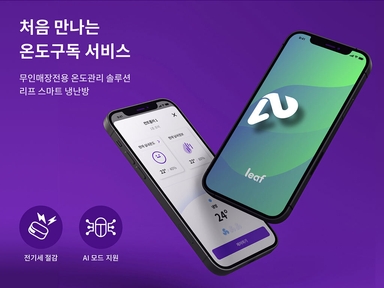 처음 만나는
온도구독 서비스
무인매장전용 온도관리 솔루션
리프 스마트 냉난방
leaf
24°
전기세 절감
AI 모드 지원